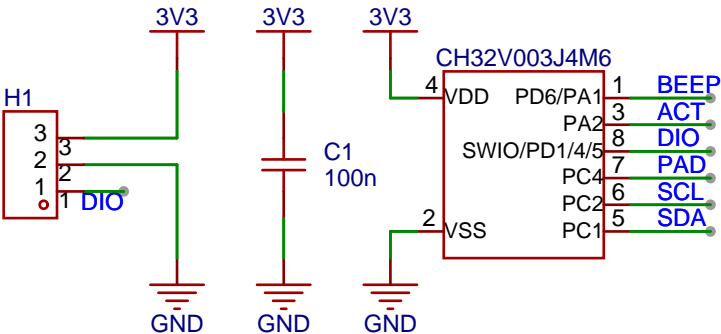 3V3 3V3 3V3
CH32V003J4M6
H1
4 VDD PD6/PA1 1 BEEP
PA2 3 ACT
3 3 SWIO/PD1/4/5 8 DIO
2 2 C1 PC4 7 PAD
1 1 DIO 100n PC2 6 SCL
2 VSS PC1 5 SDA
GND GND GND